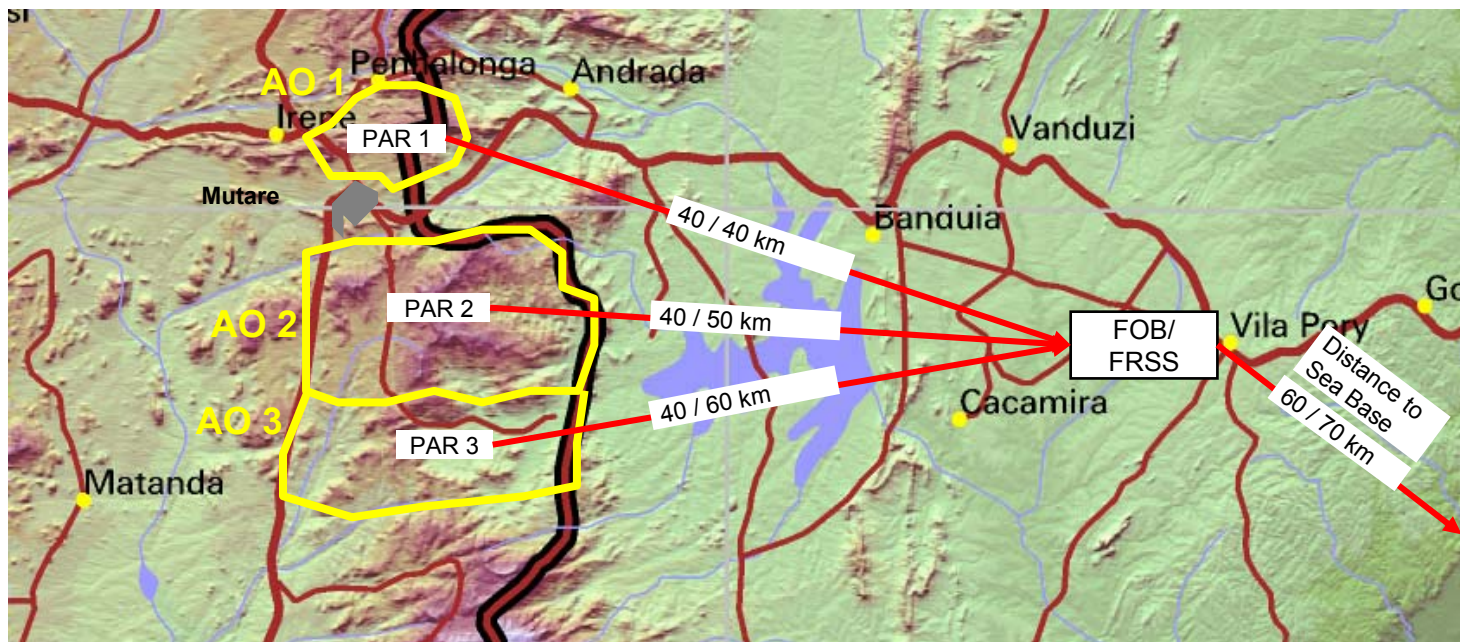 si
Penhalonga
Andrada
AO 1
Irene
PAR 1
Vanduzi
Mutare
40 / 40 km
Banduia
PAR 2
40 / 50 km
AO 2
FOB/
FRSS
Vila Pery
Go
Distance to
Sea Base
60 / 70 km
40 / 60 km
Cacamira
AO 3
PAR 3
Matanda